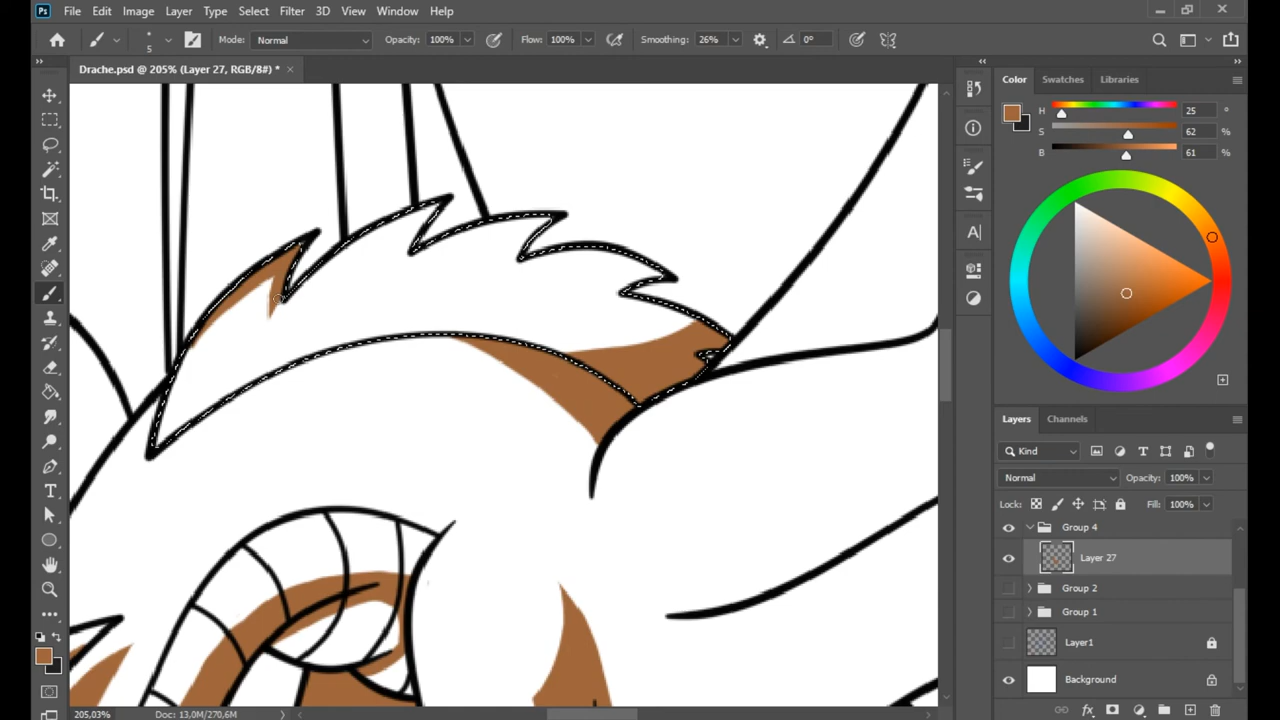 Ps File Edit Image Layer Type Select Filter 3D View Window Help
5 Mode: Normal Opacity: 100% Flow: 100% Smoothing: 26% 0°
Drache.psd @ 205% (Layer 27, RGB/8#) * ×
Color Swatches Libraries
H 25 °
S 62 %
B 61 %
Layers Channels
Kind
Normal Opacity: 100%
Lock: Fill: 100%
Group 4
Layer 27
Group 2
Group 1
Layer1
Background
205,03% Doc: 13,0M/270,6M